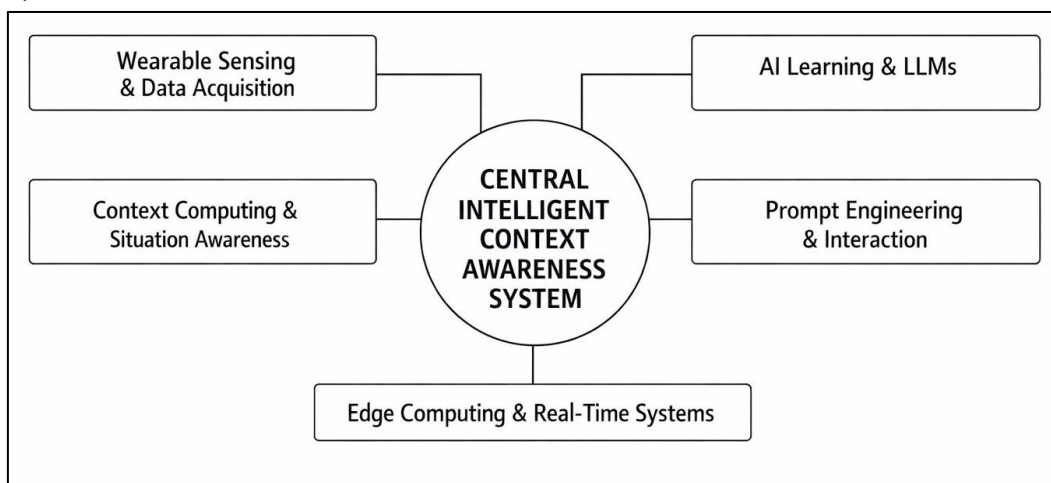 Wearable Sensing
& Data Acquisition
AI Learning & LLMs
Context Computing &
Situation Awareness
CENTRAL
INTELLIGENT
CONTEXT
AWARENESS
SYSTEM
Prompt Engineering
& Interaction
Edge Computing & Real-Time Systems